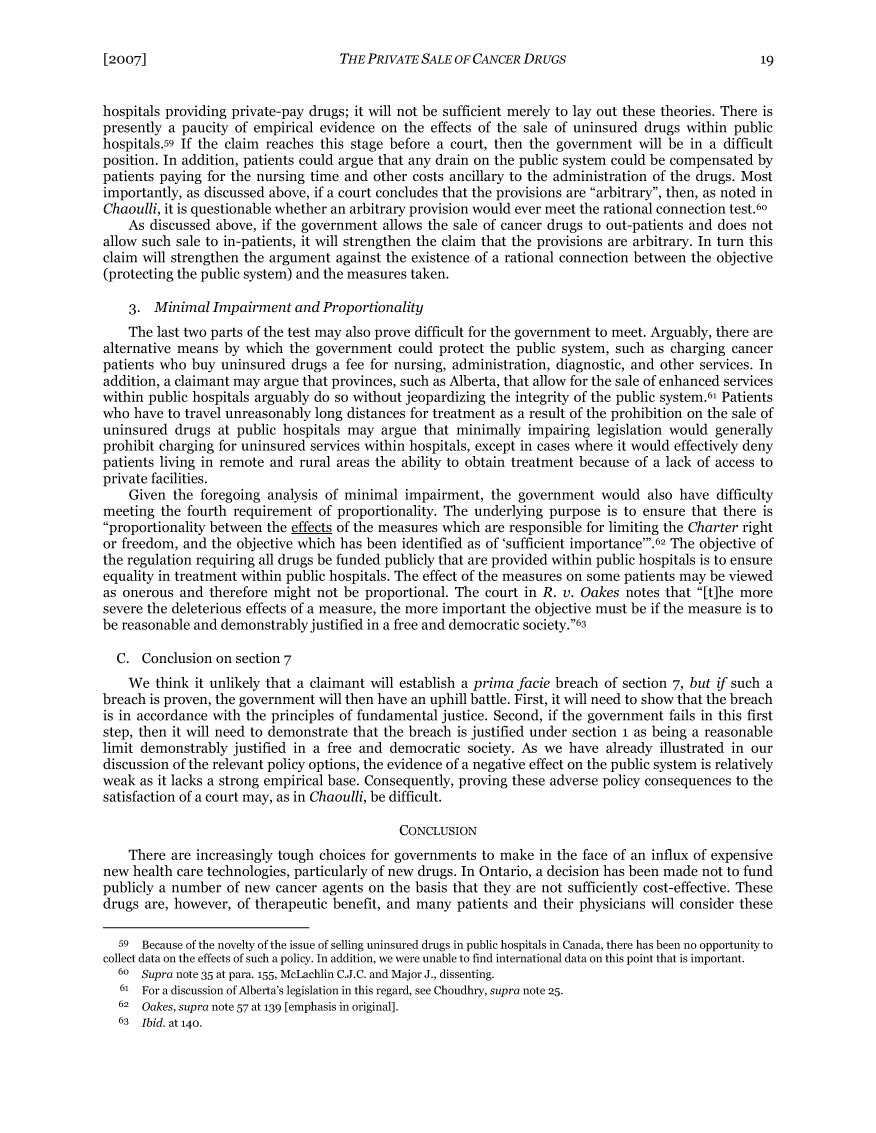 [2007] THE PRIVATE SALE OF CANCER DRUGS 19
hospitals providing private-pay drugs; it will not be sufficient merely to lay out these theories. There is
presently a paucity of empirical evidence on the effects of the sale of uninsured drugs within public
hospitals.59 If the claim reaches this stage before a court, then the government will be in a difficult
position. In addition, patients could argue that any drain on the public system could be compensated by
patients paying for the nursing time and other costs ancillary to the administration of the drugs. Most
importantly, as discussed above, if a court concludes that the provisions are “arbitrary”, then, as noted in
Chaoulli, it is questionable whether an arbitrary provision would ever meet the rational connection test.60
As discussed above, if the government allows the sale of cancer drugs to out-patients and does not
allow such sale to in-patients, it will strengthen the claim that the provisions are arbitrary. In turn this
claim will strengthen the argument against the existence of a rational connection between the objective
(protecting the public system) and the measures taken.
3. Minimal Impairment and Proportionality
The last two parts of the test may also prove difficult for the government to meet. Arguably, there are
alternative means by which the government could protect the public system, such as charging cancer
patients who buy uninsured drugs a fee for nursing, administration, diagnostic, and other services. In
addition, a claimant may argue that provinces, such as Alberta, that allow for the sale of enhanced services
within public hospitals arguably do so without jeopardizing the integrity of the public system.61 Patients
who have to travel unreasonably long distances for treatment as a result of the prohibition on the sale of
uninsured drugs at public hospitals may argue that minimally impairing legislation would generally
prohibit charging for uninsured services within hospitals, except in cases where it would effectively deny
patients living in remote and rural areas the ability to obtain treatment because of a lack of access to
private facilities.
Given the foregoing analysis of minimal impairment, the government would also have difficulty
meeting the fourth requirement of proportionality. The underlying purpose is to ensure that there is
“proportionality between the effects of the measures which are responsible for limiting the Charter right
or freedom, and the objective which has been identified as of ‘sufficient importance’”.62 The objective of
the regulation requiring all drugs be funded publicly that are provided within public hospitals is to ensure
equality in treatment within public hospitals. The effect of the measures on some patients may be viewed
as onerous and therefore might not be proportional. The court in R. v. Oakes notes that “[t]he more
severe the deleterious effects of a measure, the more important the objective must be if the measure is to
be reasonable and demonstrably justified in a free and democratic society.”63
C. Conclusion on section 7
We think it unlikely that a claimant will establish a prima facie breach of section 7, but if such a
breach is proven, the government will then have an uphill battle. First, it will need to show that the breach
is in accordance with the principles of fundamental justice. Second, if the government fails in this first
step, then it will need to demonstrate that the breach is justified under section 1 as being a reasonable
limit demonstrably justified in a free and democratic society. As we have already illustrated in our
discussion of the relevant policy options, the evidence of a negative effect on the public system is relatively
weak as it lacks a strong empirical base. Consequently, proving these adverse policy consequences to the
satisfaction of a court may, as in Chaoulli, be difficult.
CONCLUSION
There are increasingly tough choices for governments to make in the face of an influx of expensive
new health care technologies, particularly of new drugs. In Ontario, a decision has been made not to fund
publicly a number of new cancer agents on the basis that they are not sufficiently cost-effective. These
drugs are, however, of therapeutic benefit, and many patients and their physicians will consider these
59 Because of the novelty of the issue of selling uninsured drugs in public hospitals in Canada, there has been no opportunity to
collect data on the effects of such a policy. In addition, we were unable to find international data on this point that is important.
60 Supra note 35 at para. 155, McLachlin C.J.C. and Major J., dissenting.
61 For a discussion of Alberta’s legislation in this regard, see Choudhry, supra note 25.
62 Oakes, supra note 57 at 139 [emphasis in original].
63 Ibid. at 140.